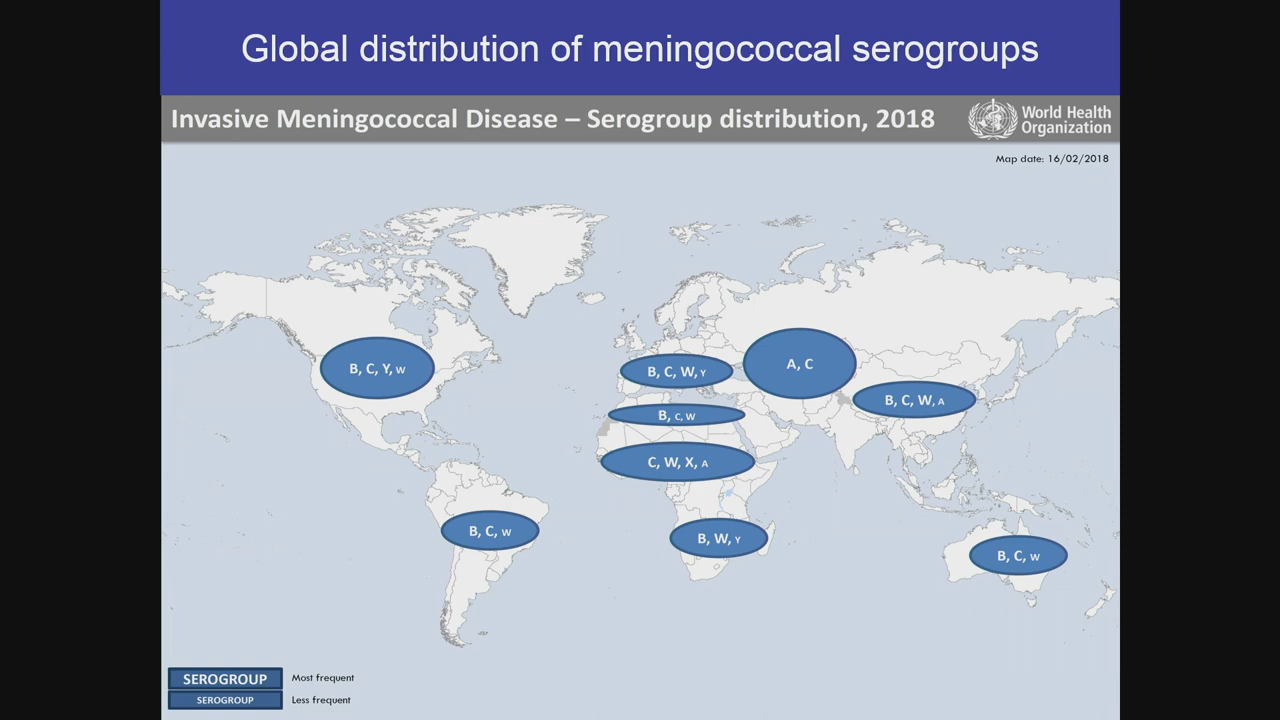 Global distribution of meningococcal serogroups
Invasive Meningococcal Disease – Serogroup distribution, 2018
World Health
Organization
Map date: 16/02/2018
B, C, Y, W
B, C, W, Y
A, C
B, C, W, A
B, C, W
C, W, X, A
B, C, W
B, W, Y
B, C, W
SEROGROUP Most frequent
SEROGROUP Less frequent